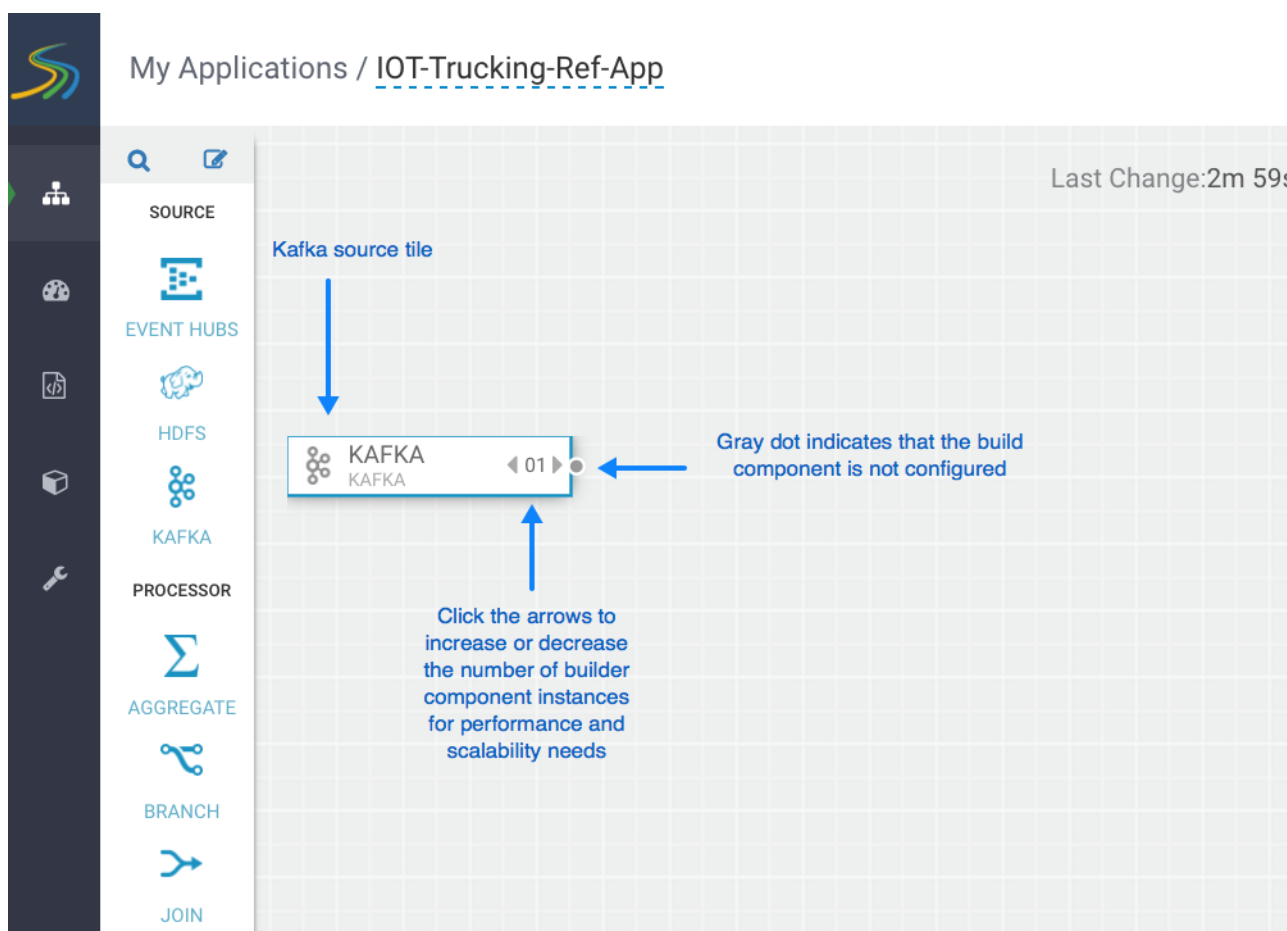 My Applications / IOT-Trucking-Ref-App
Last Change:2m 59s
SOURCE
EVENT HUBS
HDFS
KAFKA
PROCESSOR
AGGREGATE
BRANCH
JOIN
Kafka source tile
KAFKA
KAFKA
01
Gray dot indicates that the build
component is not configured
Click the arrows to
increase or decrease
the number of builder
component instances
for performance and
scalability needs